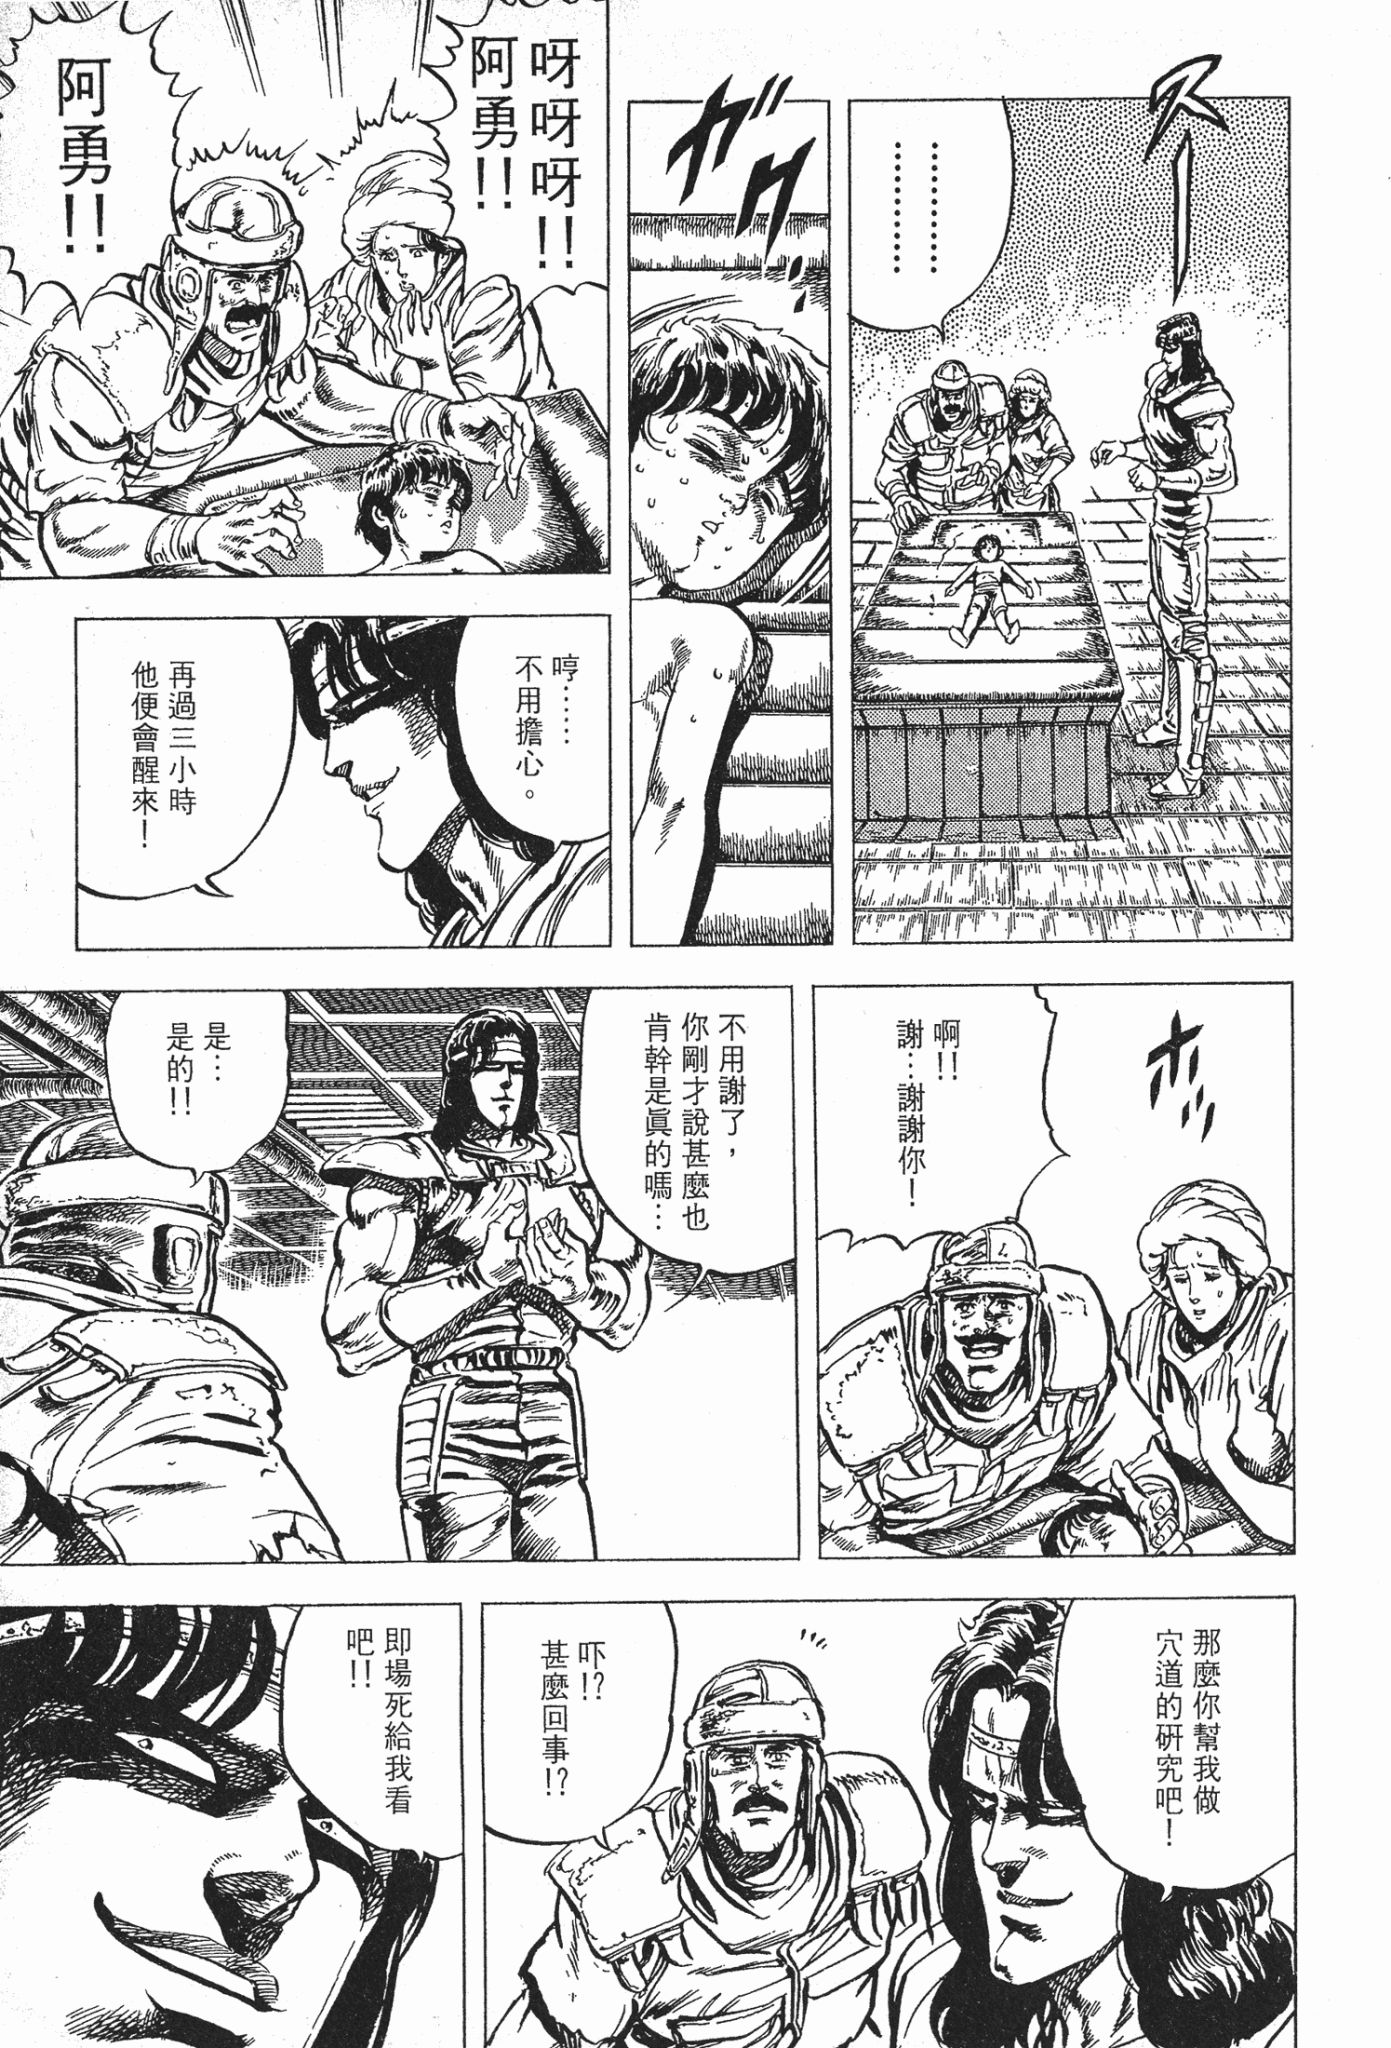 スー
…………
…………
ガクッ
呀呀呀!!
阿勇!!
阿勇!!
哼……
不用擔心。
再過三小時
他便會醒來!
オオ
啊!!
謝…謝謝你!
不用謝了,
你剛才說甚麼也
肯幹是眞的嗎…
是…
是的!!
那麼你幫我做
穴道的硏究吧!
吓!?
甚麼回事!?
即場死給我看
吧!!